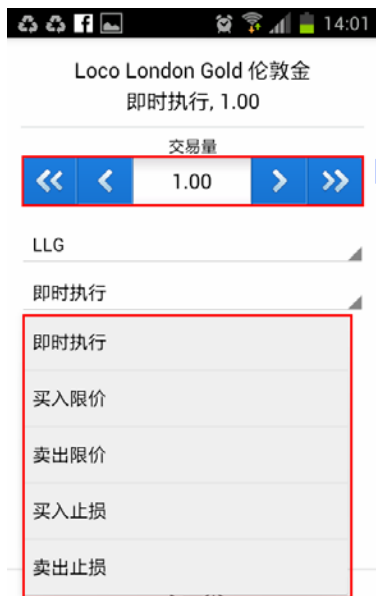 14:01
Loco London Gold 伦敦金
即时执行, 1.00
交易量
1.00
LLG
即时执行
即时执行
买入限价
卖出限价
买入止损
卖出止损